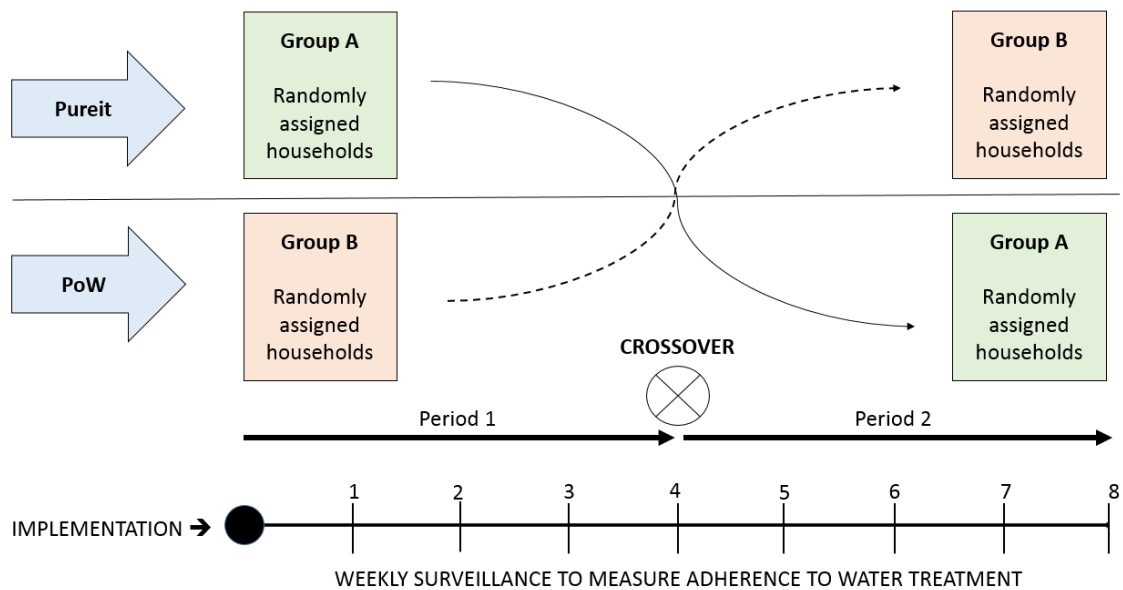 Pureit
Group A
Randomly
assigned
households
Group B
Randomly
assigned
households
PoW
Group B
Randomly
assigned
households
Group A
Randomly
assigned
households
CROSSOVER
Period 1
Period 2
1 2 3 4 5 6 7 8
IMPLEMENTATION →
WEEKLY SURVEILLANCE TO MEASURE ADHERENCE TO WATER TREATMENT